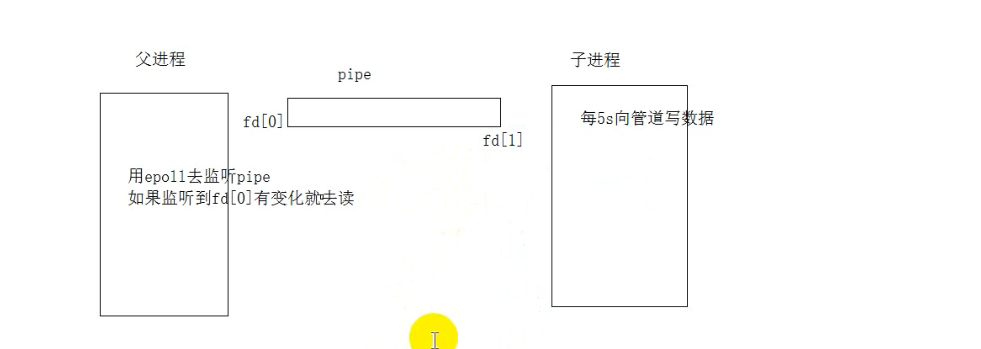 父进程
子进程
pipe
每5s向管道写数据
fd[0]
fd[1]
用epoll去监听pipe
如果监听到fd[0]有变化就去读